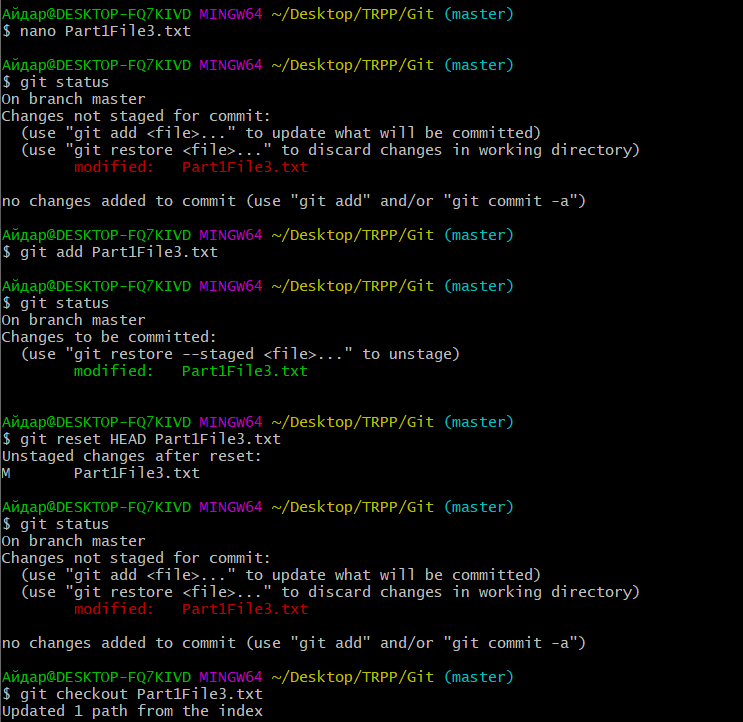 Айдар@DESKTOP-FQ7KIVD MINGW64 ~/Desktop/TRPP/Git (master)
$ nano Part1File3.txt
Айдар@DESKTOP-FQ7KIVD MINGW64 ~/Desktop/TRPP/Git (master)
$ git status
On branch master
Changes not staged for commit:
  (use "git add <file>..." to update what will be committed)
  (use "git restore <file>..." to discard changes in working directory)
        modified:   Part1File3.txt
no changes added to commit (use "git add" and/or "git commit -a")
Айдар@DESKTOP-FQ7KIVD MINGW64 ~/Desktop/TRPP/Git (master)
$ git add Part1File3.txt
Айдар@DESKTOP-FQ7KIVD MINGW64 ~/Desktop/TRPP/Git (master)
$ git status
On branch master
Changes to be committed:
  (use "git restore --staged <file>..." to unstage)
        modified:   Part1File3.txt
Айдар@DESKTOP-FQ7KIVD MINGW64 ~/Desktop/TRPP/Git (master)
$ git reset HEAD Part1File3.txt
Unstaged changes after reset:
M       Part1File3.txt
Айдар@DESKTOP-FQ7KIVD MINGW64 ~/Desktop/TRPP/Git (master)
$ git status
On branch master
Changes not staged for commit:
  (use "git add <file>..." to update what will be committed)
  (use "git restore <file>..." to discard changes in working directory)
        modified:   Part1File3.txt
no changes added to commit (use "git add" and/or "git commit -a")
Айдар@DESKTOP-FQ7KIVD MINGW64 ~/Desktop/TRPP/Git (master)
$ git checkout Part1File3.txt
Updated 1 path from the index